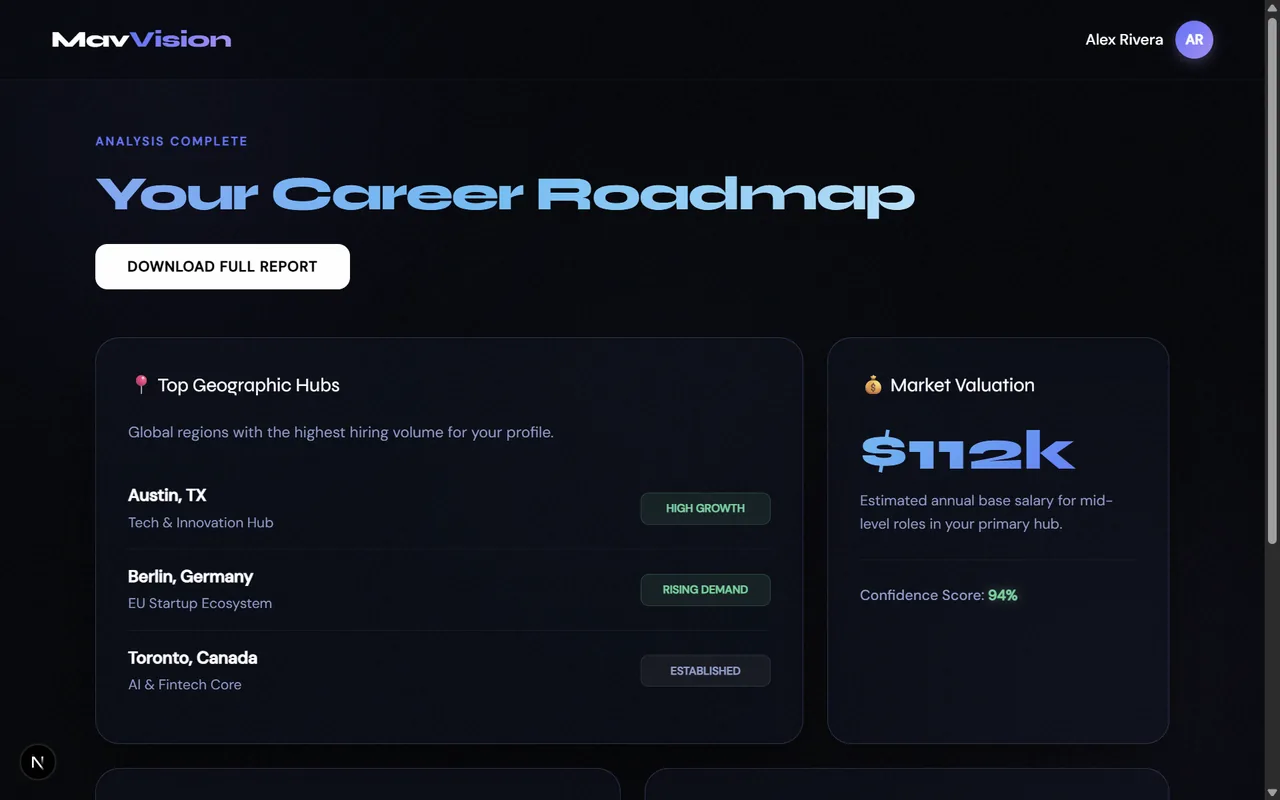 MavVision
Alex Rivera
AR
ANALYSIS COMPLETE
Your Career Roadmap
DOWNLOAD FULL REPORT
Top Geographic Hubs
Global regions with the highest hiring volume for your profile.
Austin, TX
Tech & Innovation Hub
HIGH GROWTH
Berlin, Germany
EU Startup Ecosystem
RISING DEMAND
Toronto, Canada
AI & Fintech Core
ESTABLISHED
Market Valuation
$112k
Estimated annual base salary for mid-
level roles in your primary hub.
Confidence Score: 94%
N